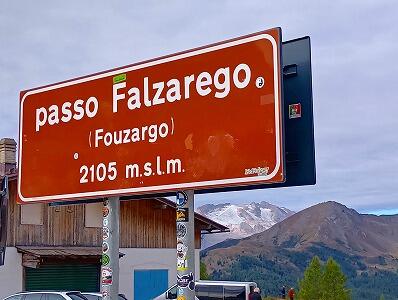 passo Falzarego
(Fouzargo)
2105 m.s.l.m.